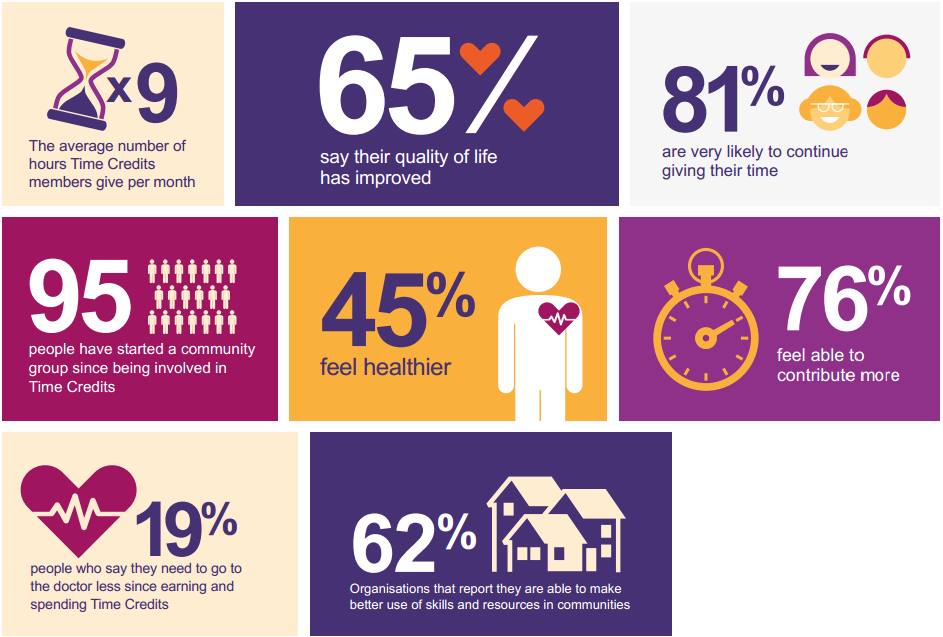 x9
The average number of
hours Time Credits
members give per month
65%
say their quality of life
has improved
81%
are very likely to continue
giving their time
95
people have started a community
group since being involved in
Time Credits
45%
feel healthier
76%
feel able to
contribute more
19%
people who say they need to go to
the doctor less since earning and
spending Time Credits
62%
Organisations that report they are able to make
better use of skills and resources in communities